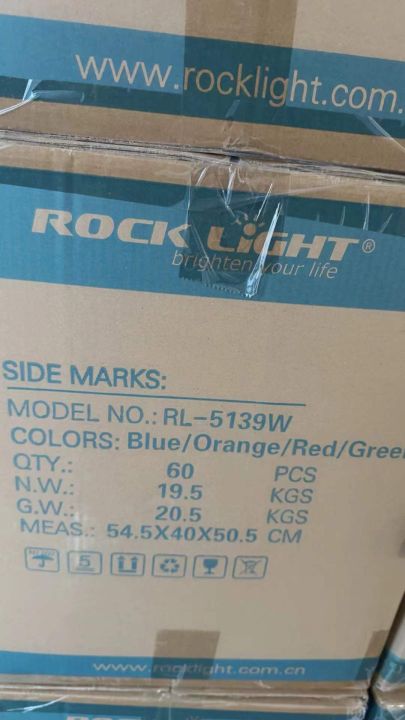 www.rocklight.com.
ROCK LIGHT®
brighten your life
SIDE MARKS:
MODEL NO.: RL-5139W
COLORS: Blue/Orange/Red/Green
QTY.: 60 PCS
N.W.: 19.5 KGS
G.W.: 20.5 KGS
MEAS.: 54.5X40X50.5 CM
5
www.rocklight.com.cn